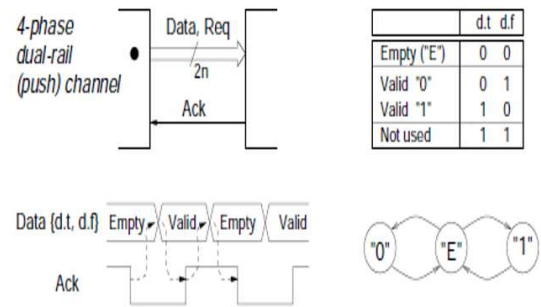 4-phase
dual-rail
(push) channel
Data, Req
2n
Ack
d.t d.f
Empty ("E") 0 0
Valid "0" 0 1
Valid "1" 1 0
Not used 1 1
Data {d.t, d.f} Empty Valid Empty Valid
Ack
"0" "E" "1"